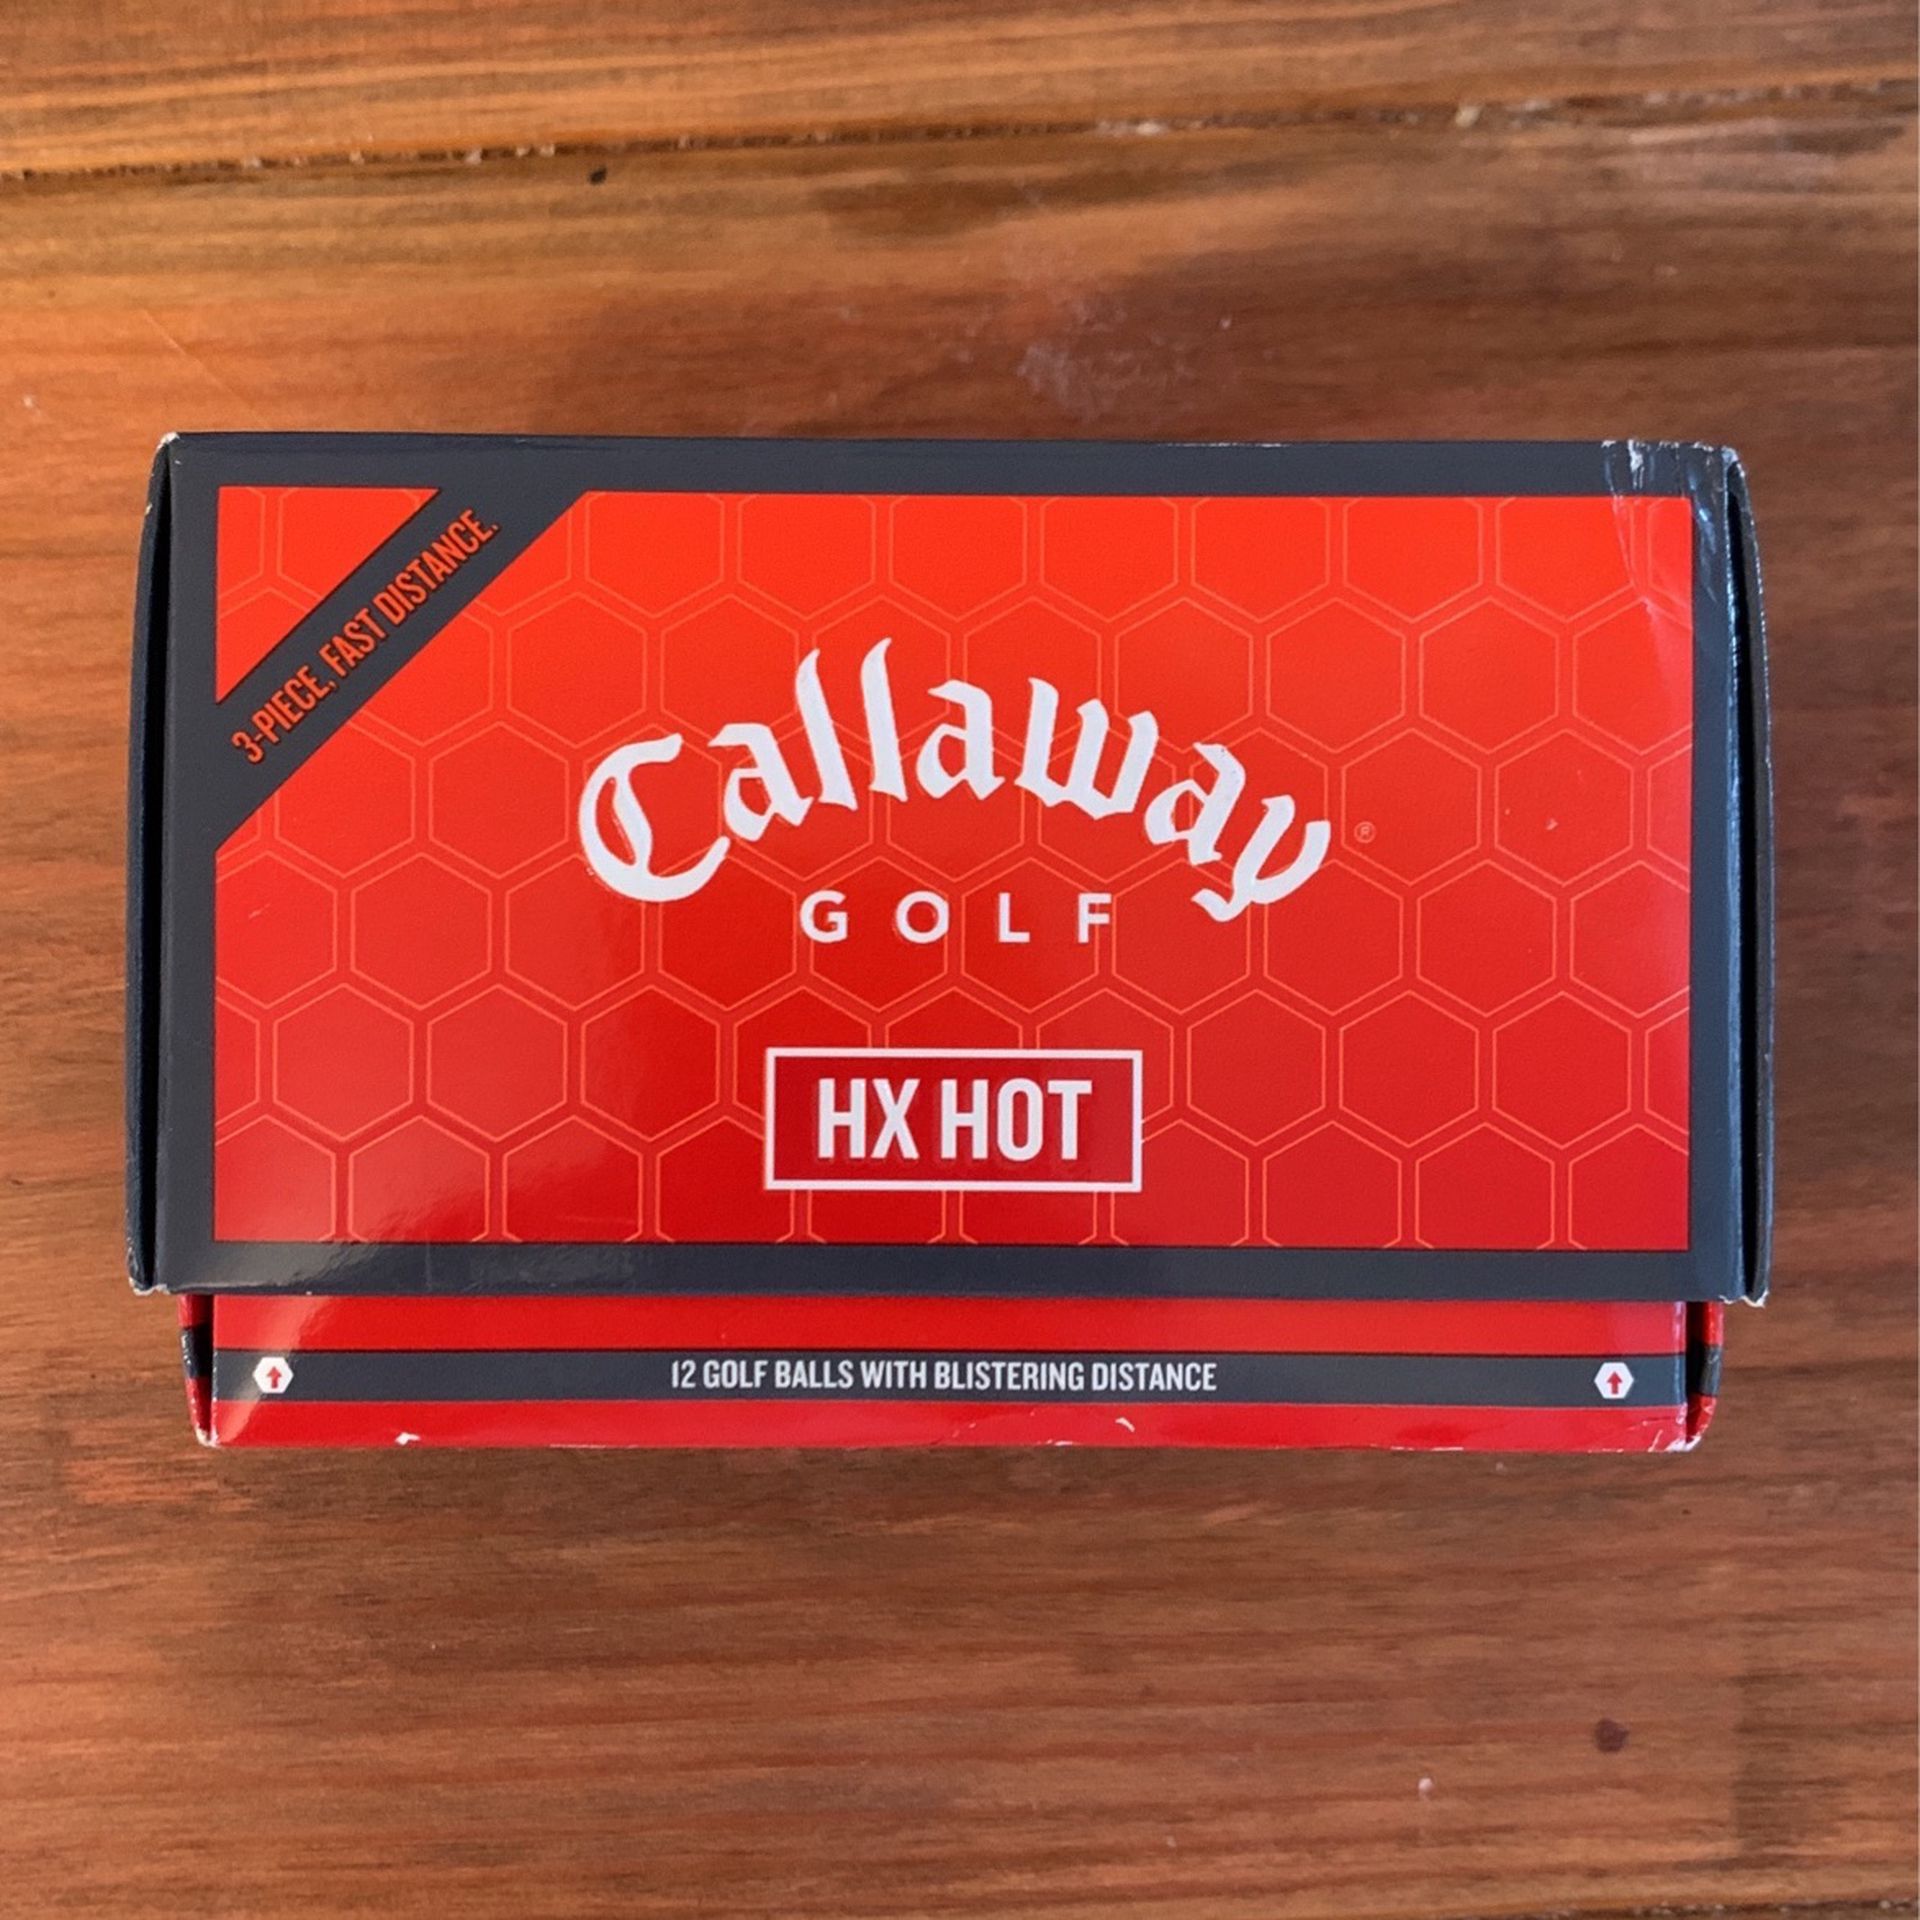 3-PIECE, FAST DISTANCE.
Callaway®
GOLF
HX HOT
12 GOLF BALLS WITH BLISTERING DISTANCE